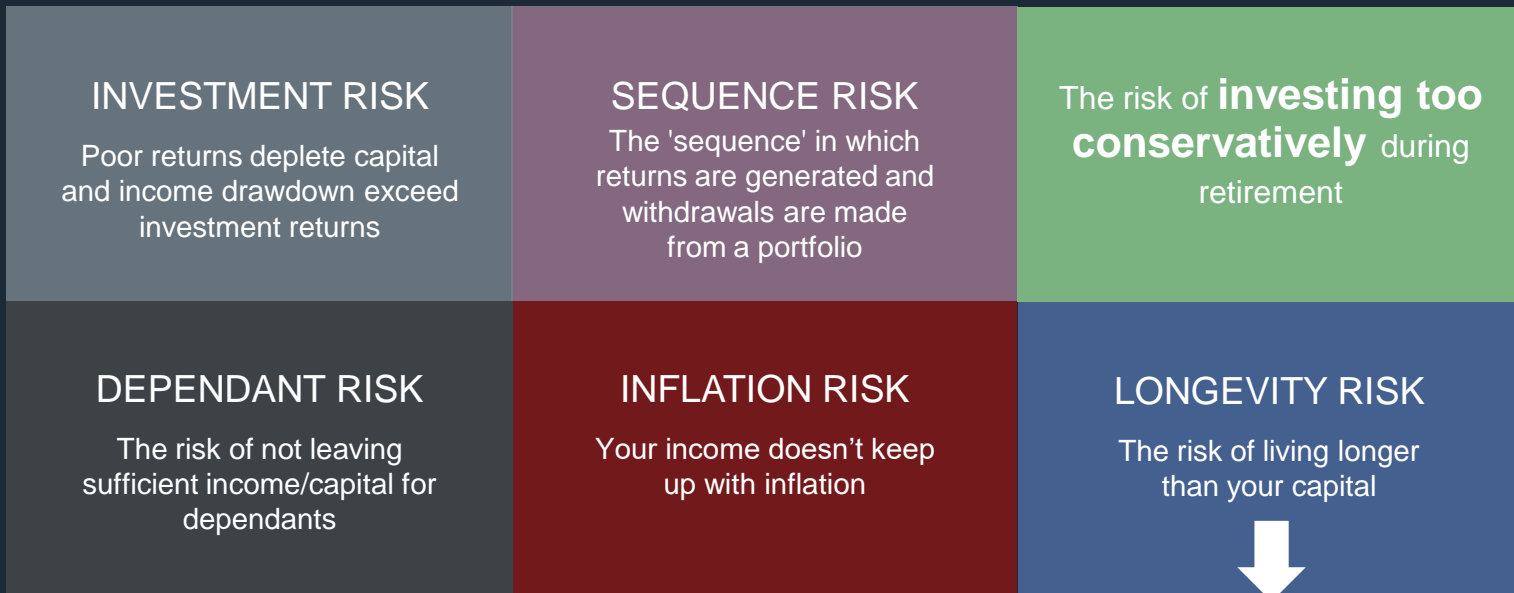 INVESTMENT RISK
Poor returns deplete capital
and income drawdown exceed
investment returns
SEQUENCE RISK
The 'sequence' in which
returns are generated and
withdrawals are made
from a portfolio
The risk of investing too
conservatively during
retirement
DEPENDANT RISK
The risk of not leaving
sufficient income/capital for
dependants
INFLATION RISK
Your income doesn’t keep
up with inflation
LONGEVITY RISK
The risk of living longer
than your capital